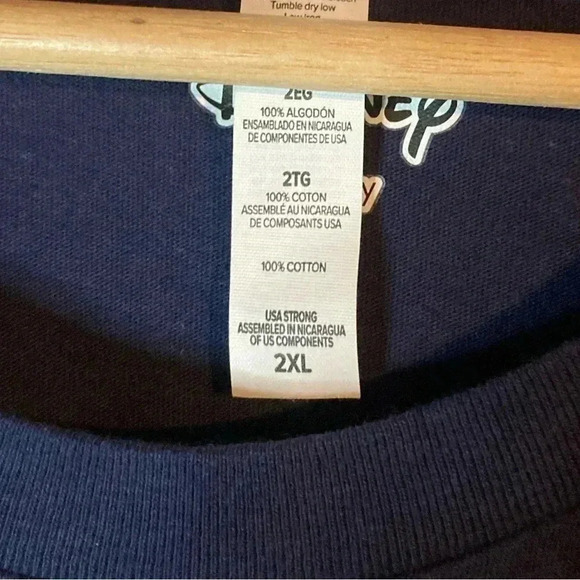 Tumble dry low
2EG
100% ALGODÓN
ENSAMBLADO EN NICARAGUA
DE COMPONENTES DE USA
2TG
100% COTON
ASSEMBLÉ AU NICARAGUA
DE COMPOSANTS USA
100% COTTON
USA STRONG
ASSEMBLED IN NICARAGUA
OF US COMPONENTS
2XL